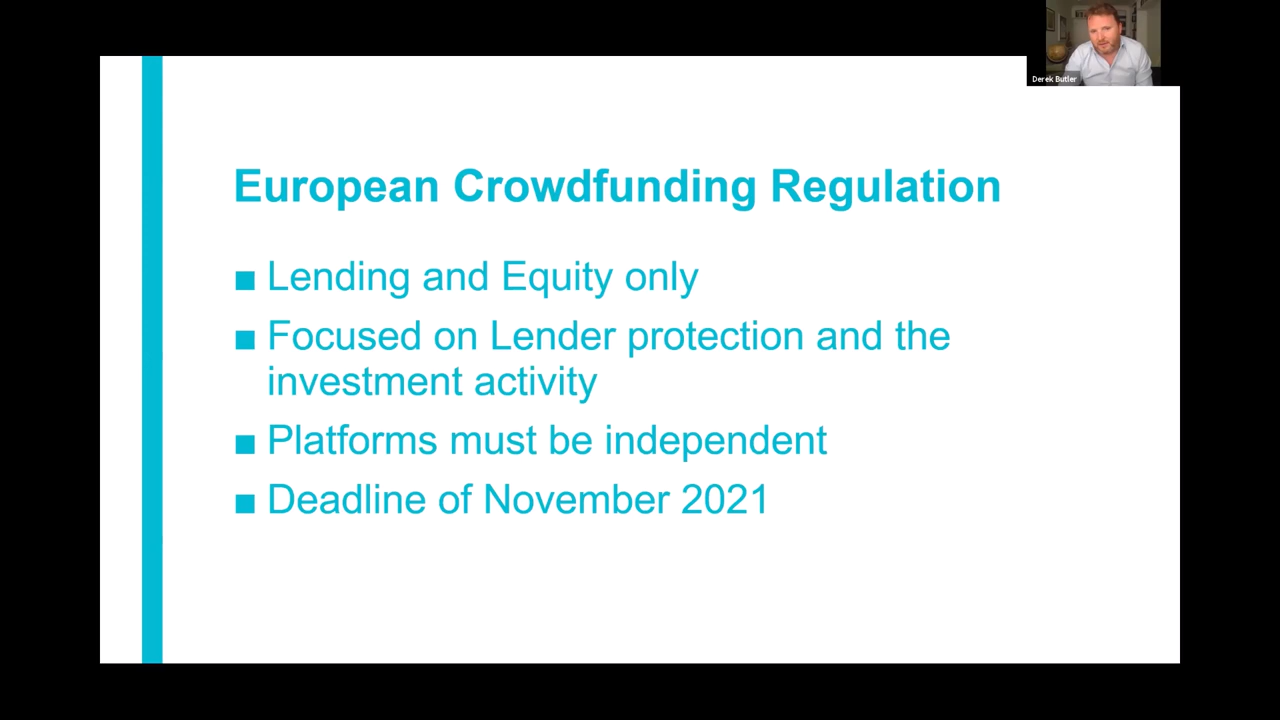 Derek Butler
European Crowdfunding Regulation
■ Lending and Equity only
■ Focused on Lender protection and the
investment activity
■ Platforms must be independent
■ Deadline of November 2021